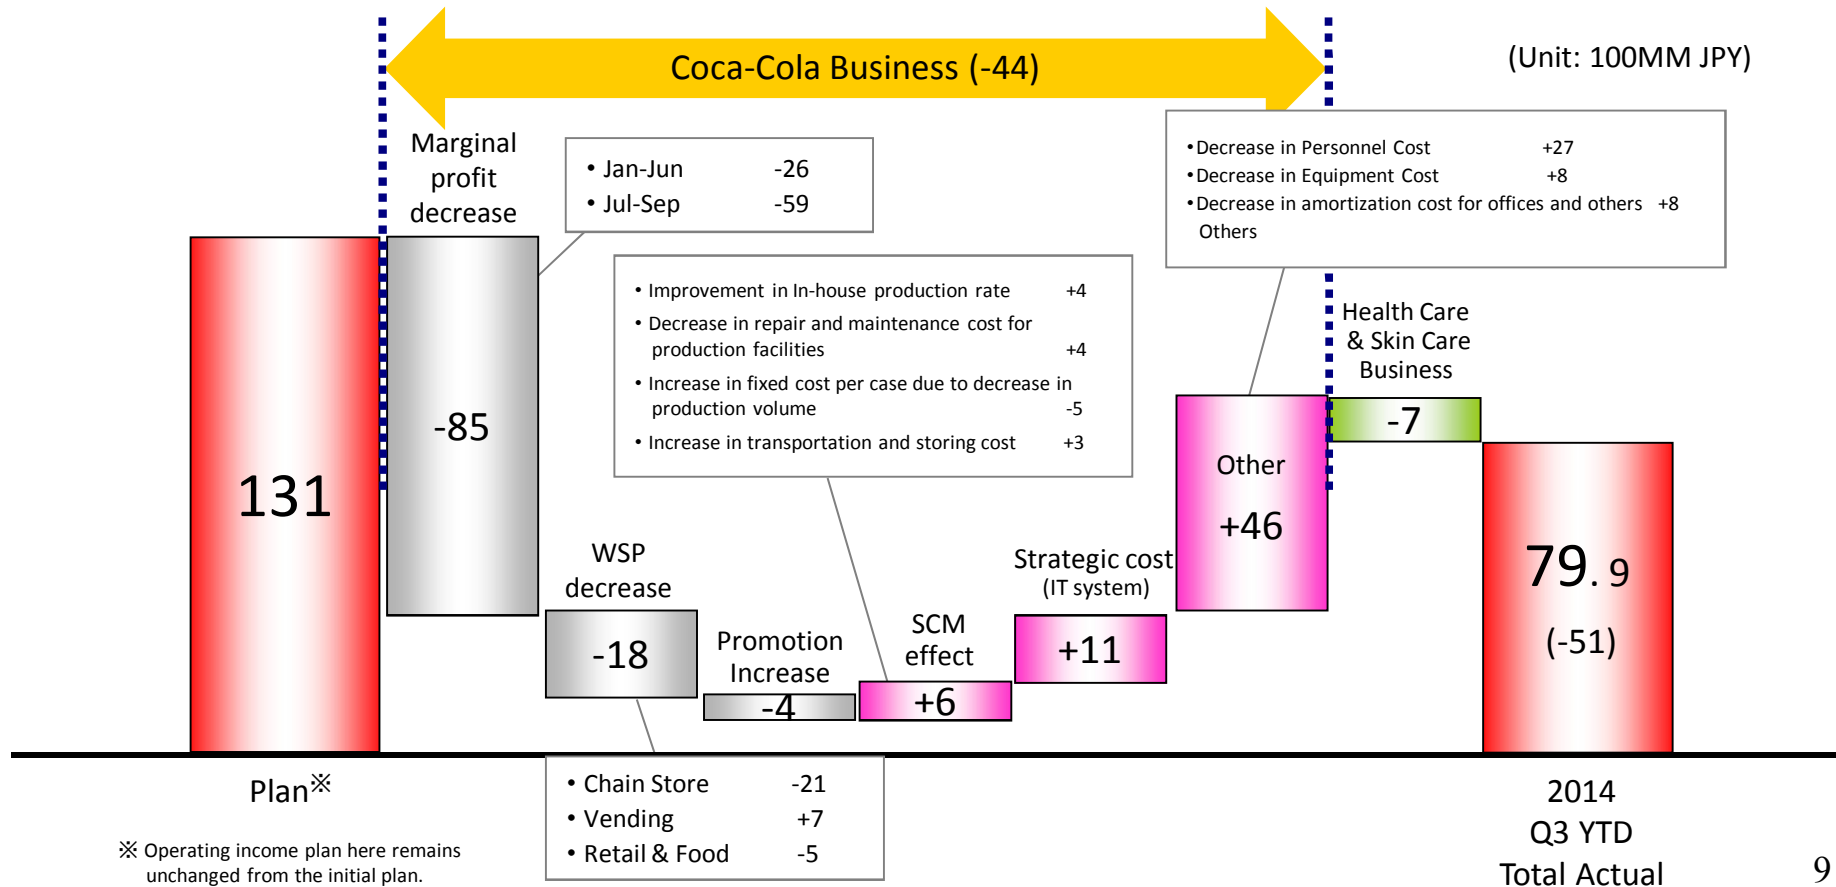 Coca-Cola Business (-44)
(Unit: 100MM JPY)
Marginal
profit
decrease
• Jan-Jun -26
• Jul-Sep -59
•Decrease in Personnel Cost +27
•Decrease in Equipment Cost +8
•Decrease in amortization cost for offices and others +8
Others
• Improvement in In-house production rate +4
• Decrease in repair and maintenance cost for
production facilities +4
• Increase in fixed cost per case due to decrease in
production volume -5
• Increase in transportation and storing cost +3
Health Care
& Skin Care
Business
131
-85
WSP
decrease
-18
Promotion
Increase
-4
SCM
effect
+6
Strategic cost
(IT system)
+11
Other
+46
-7
79. 9
(-51)
• Chain Store -21
• Vending +7
• Retail & Food -5
Plan※
※ Operating income plan here remains
unchanged from the initial plan.
2014
Q3 YTD
Total Actual
9